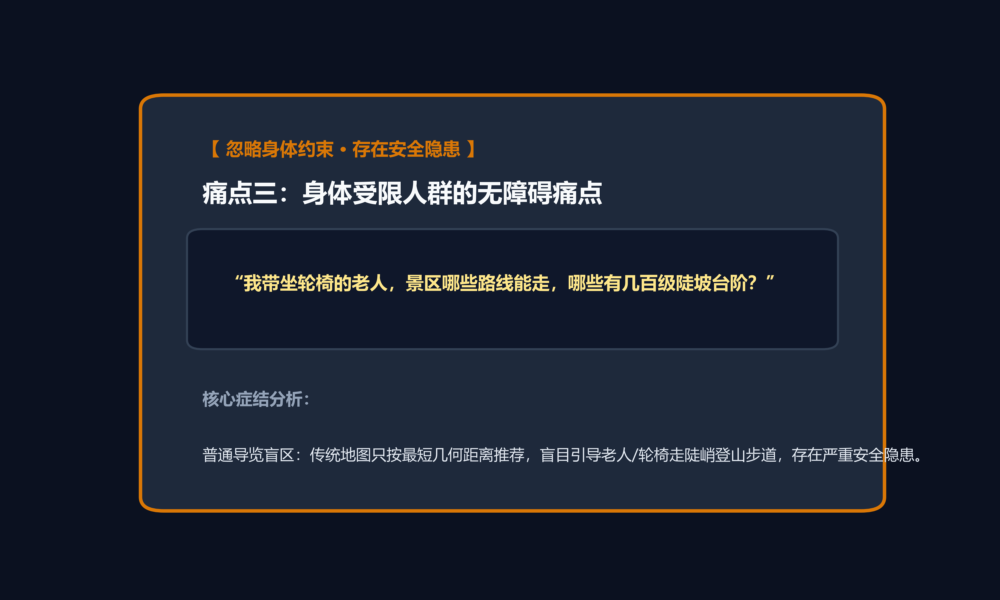 【 忽略身体约束 · 存在安全隐患 】
痛点三：身体受限人群的无障碍痛点
“我带坐轮椅的老人，景区哪些路线能走，哪些有几百级陡坡台阶？”
核心症结分析：
普通导览盲区：传统地图只按最短几何距离推荐，盲目引导老人/轮椅走陡峭登山步道，存在严重安全隐患。